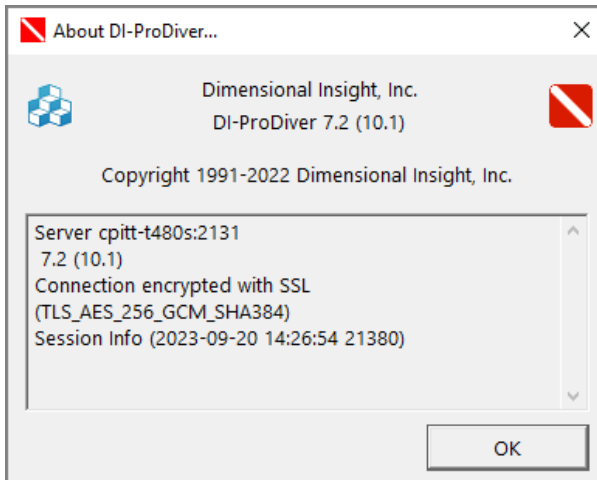 About DI-ProDiver...
Dimensional Insight, Inc.
DI-ProDiver 7.2 (10.1)
Copyright 1991-2022 Dimensional Insight, Inc.
Server cpitt-t480s:2131
7.2 (10.1)
Connection encrypted with SSL
(TLS_AES_256_GCM_SHA384)
Session Info (2023-09-20 14:26:54 21380)
OK